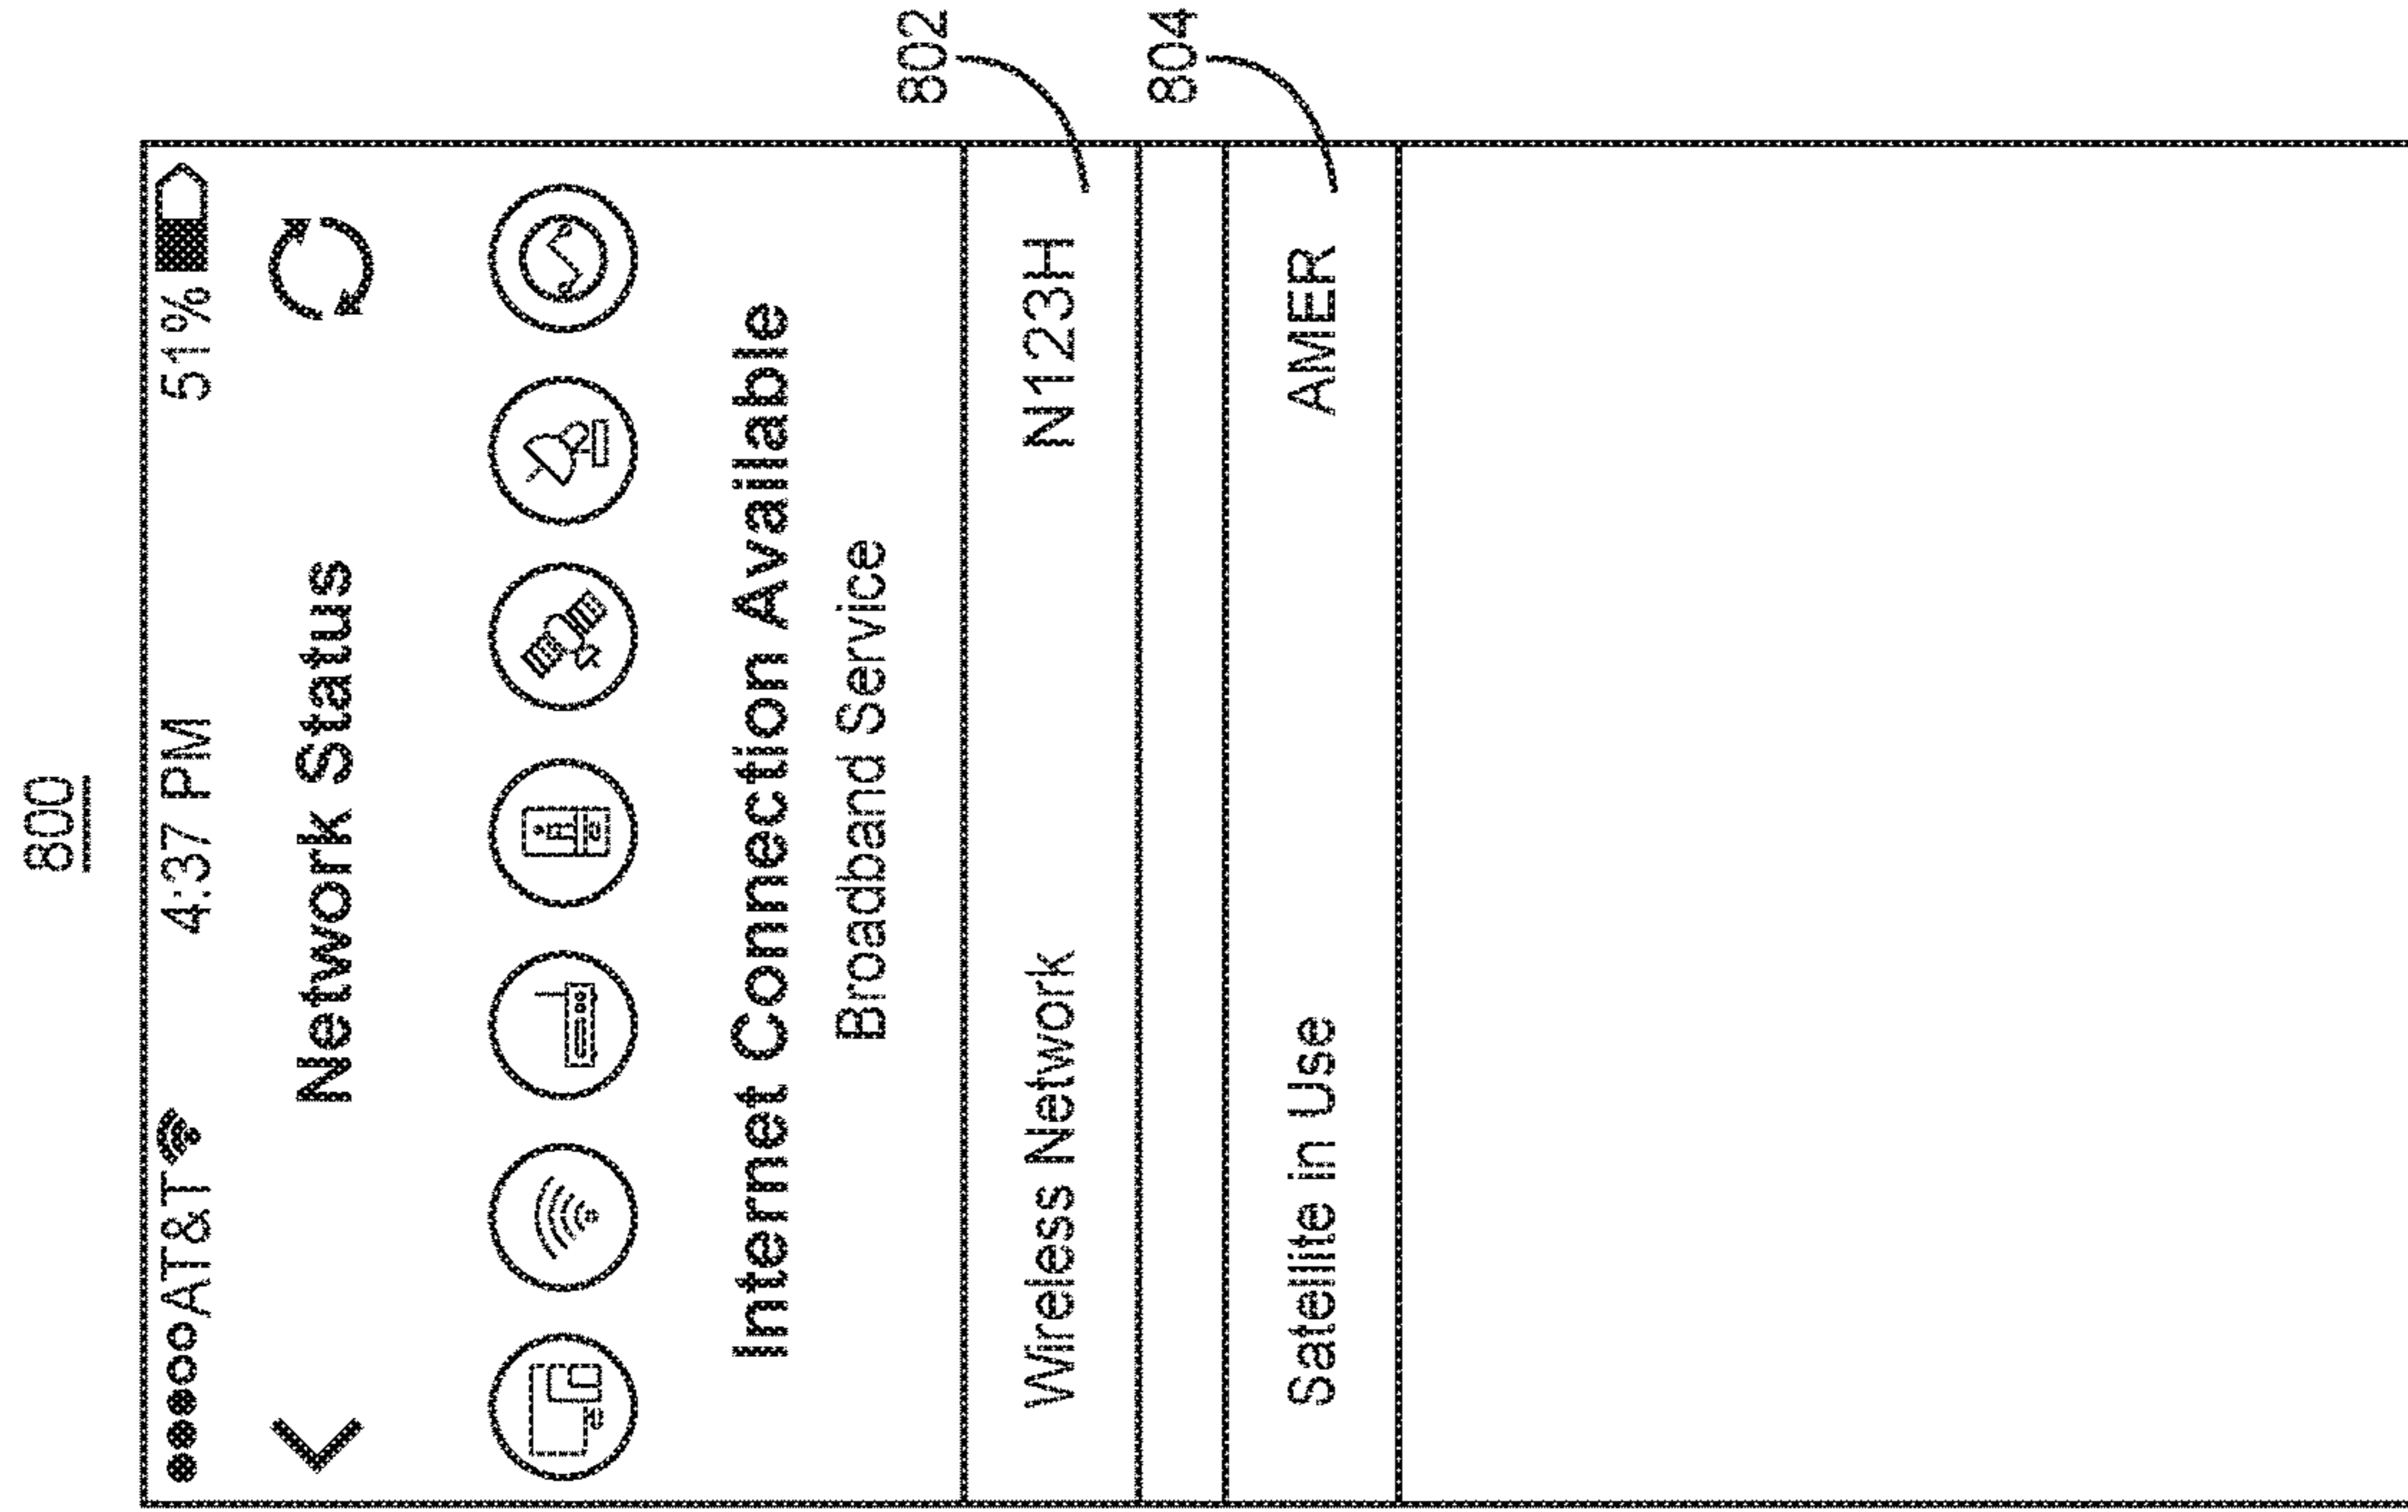 800
AT&T 4:37 PM 51%
Network Status
Internet Connection Available
Broadband Service
Wireless Network N123H
802
Satellite in Use AMER
804